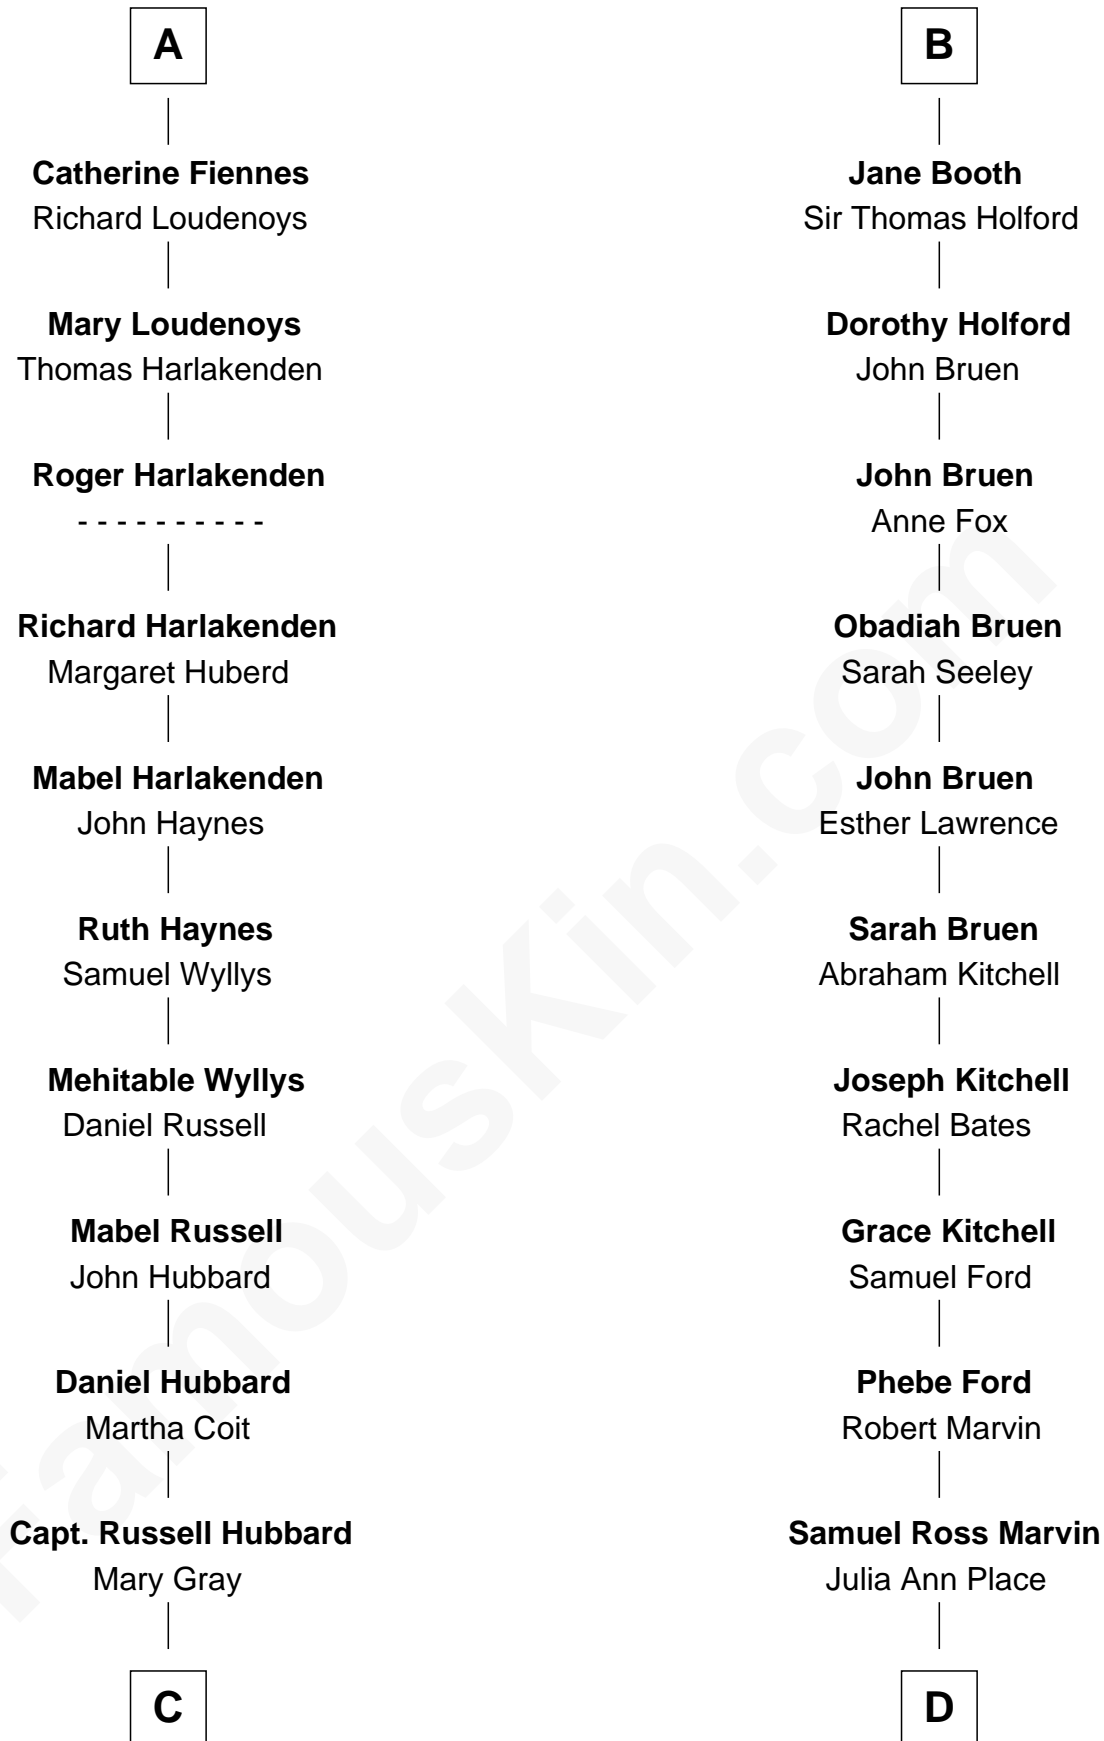 A
Catherine Fiennes
Richard Loudenoys
Mary Loudenoys
Thomas Harlakenden
Roger Harlakenden
- - - - - - - - - -
Richard Harlakenden
Margaret Huberd
Mabel Harlakenden
John Haynes
Ruth Haynes
Samuel Wyllys
Mehitable Wyllys
Daniel Russell
Mabel Russell
John Hubbard
Daniel Hubbard
Martha Coit
Capt. Russell Hubbard
Mary Gray
C
B
Jane Booth
Sir Thomas Holford
Dorothy Holford
John Bruen
John Bruen
Anne Fox
Obadiah Bruen
Sarah Seeley
John Bruen
Esther Lawrence
Sarah Bruen
Abraham Kitchell
Joseph Kitchell
Rachel Bates
Grace Kitchell
Samuel Ford
Phebe Ford
Robert Marvin
Samuel Ross Marvin
Julia Ann Place
D
FamousKin.com